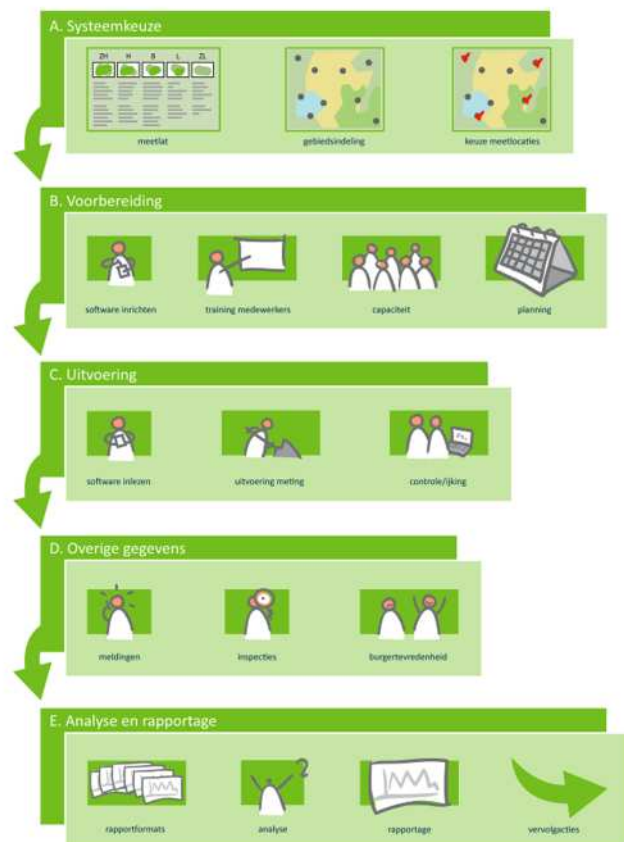 A. Systeemkeuze
ZH H B L ZL
meetlat
gebiedsindeling
keuze meetlocaties
B. Voorbereiding
software inrichten
training medewerkers
capaciteit
planning
C. Uitvoering
software inlezen
uitvoering meting
controle/ijking
D. Overige gegevens
meldingen
inspecties
burgertevredenheid
E. Analyse en rapportage
rapportformats
analyse
rapportage
vervolgacties